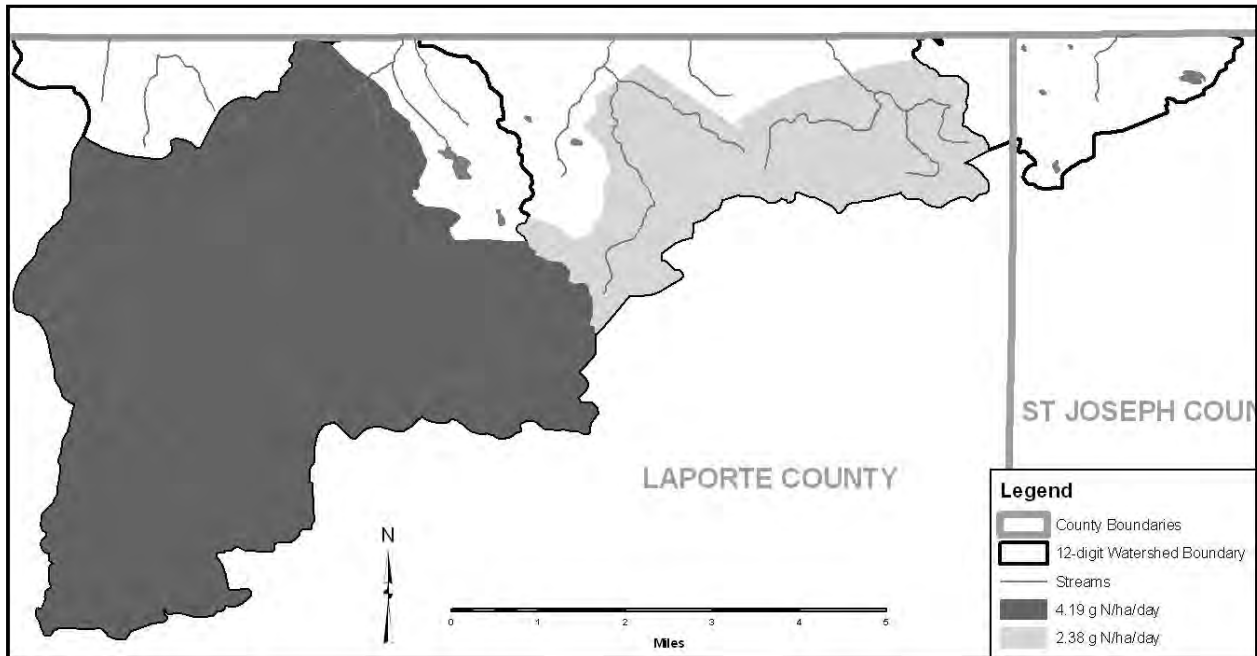 ST JOSEPH COUN
LAPORTE COUNTY
N
0 1 2 3 4 5
Miles
Legend
County Boundaries
12-digit Watershed Boundary
Streams
4.19 g N/ha/day
2.38 g N/ha/day